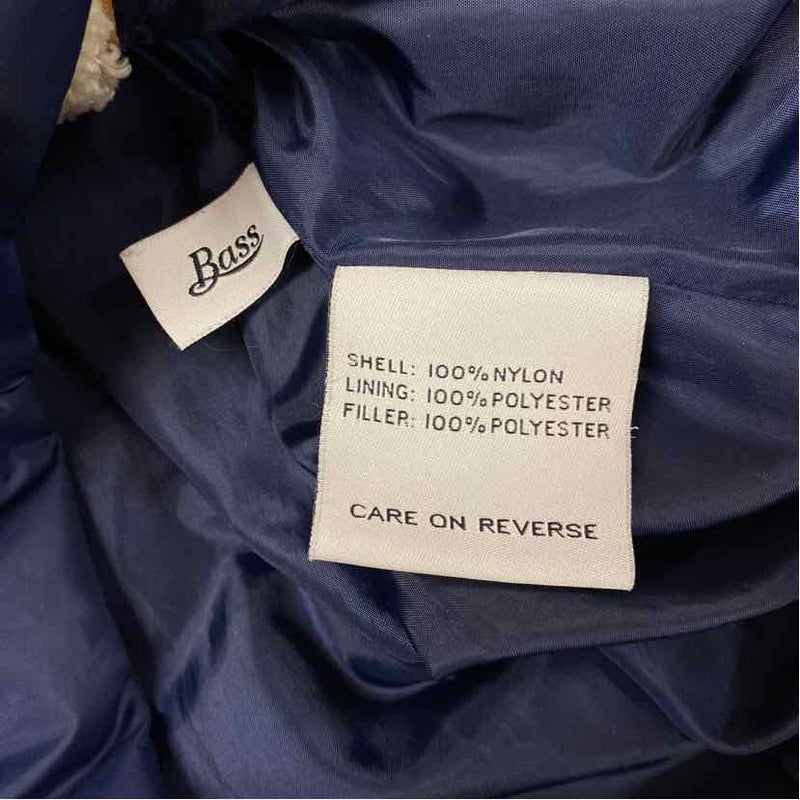 Bass
SHELL: 100% NYLON
LINING: 100% POLYESTER
FILLER: 100% POLYESTER
CARE ON REVERSE